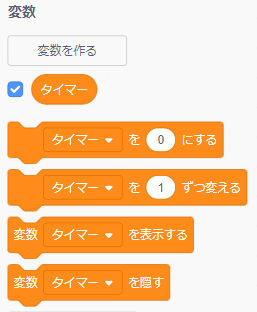 変数
変数を作る
タイマー
タイマー を 0 にする
タイマー を 1 ずつ変える
変数 タイマー を表示する
変数 タイマー を隠す